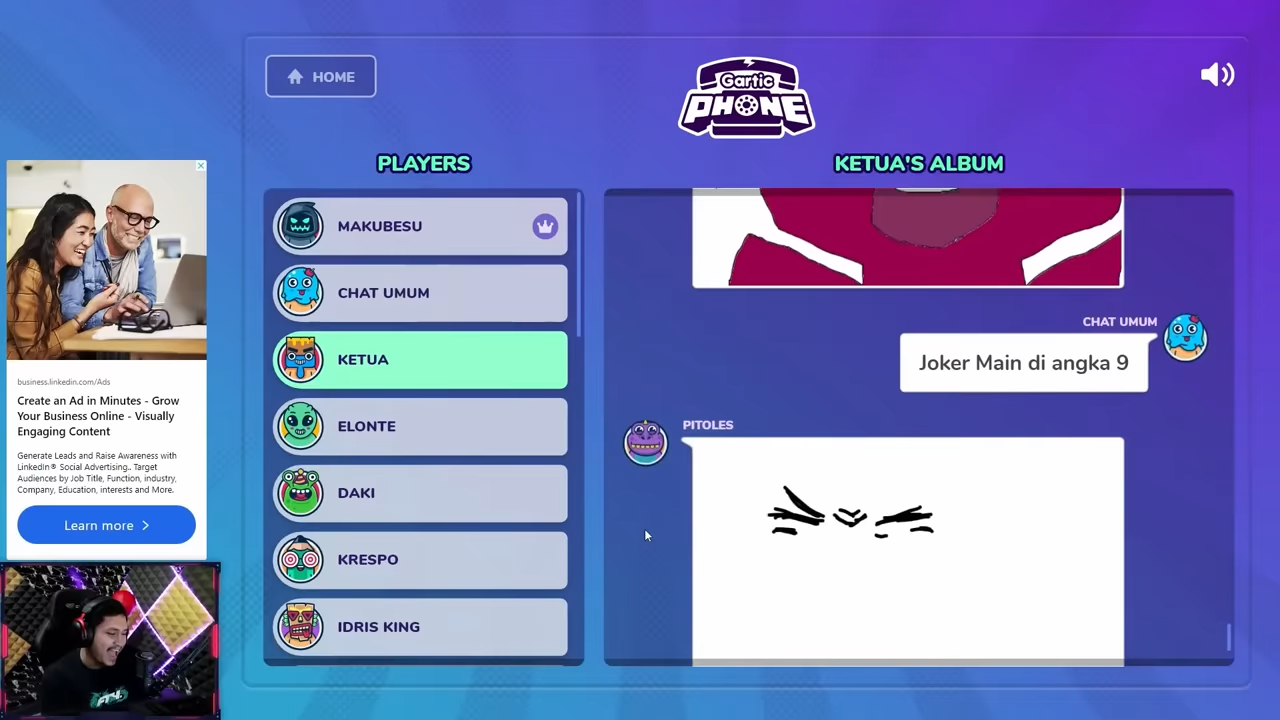 HOME
Gartic
PHONE
PLAYERS
KETUA'S ALBUM
MAKUBESU
CHAT UMUM
KETUA
ELONTE
DAKI
KRESPO
IDRIS KING
CHAT UMUM
Joker Main di angka 9
PITOLES
business.linkedin.com/Ads
Create an Ad in Minutes - Grow
Your Business Online - Visually
Engaging Content
Generate Leads and Raise Awareness with
LinkedIn® Social Advertising.. Target
Audiences by Job Title, Function, industry,
Company, Education, interests and More.
Learn more